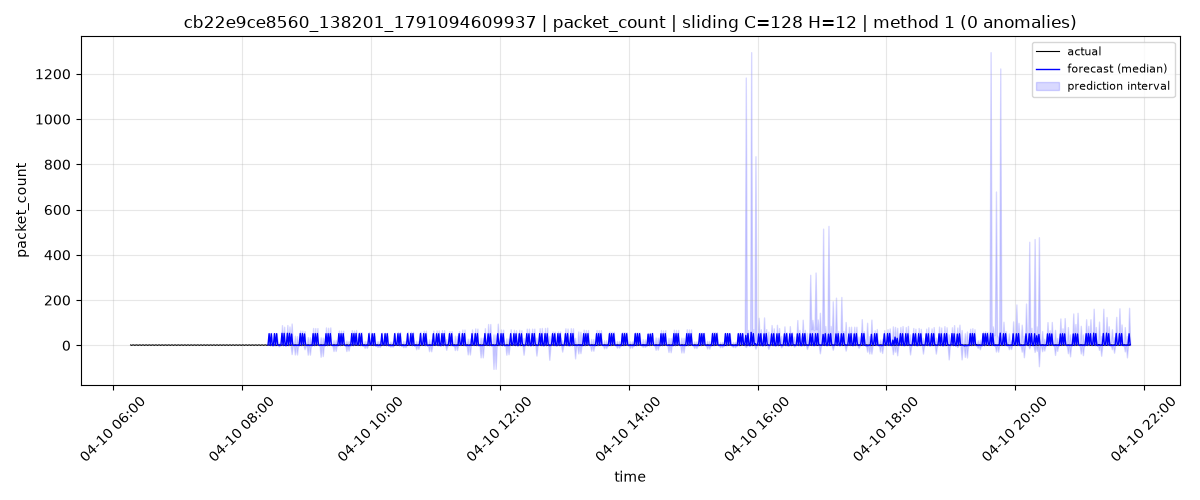 cb22e9ce8560_138201_1791094609937 | packet_count | sliding C=128 H=12 | method 1 (0 anomalies)
actual
forecast (median)
prediction interval
packet_count
1200
1000
800
600
400
200
0
04-10 06:00
04-10 08:00
04-10 10:00
04-10 12:00
04-10 14:00
04-10 16:00
04-10 18:00
04-10 20:00
04-10 22:00
time